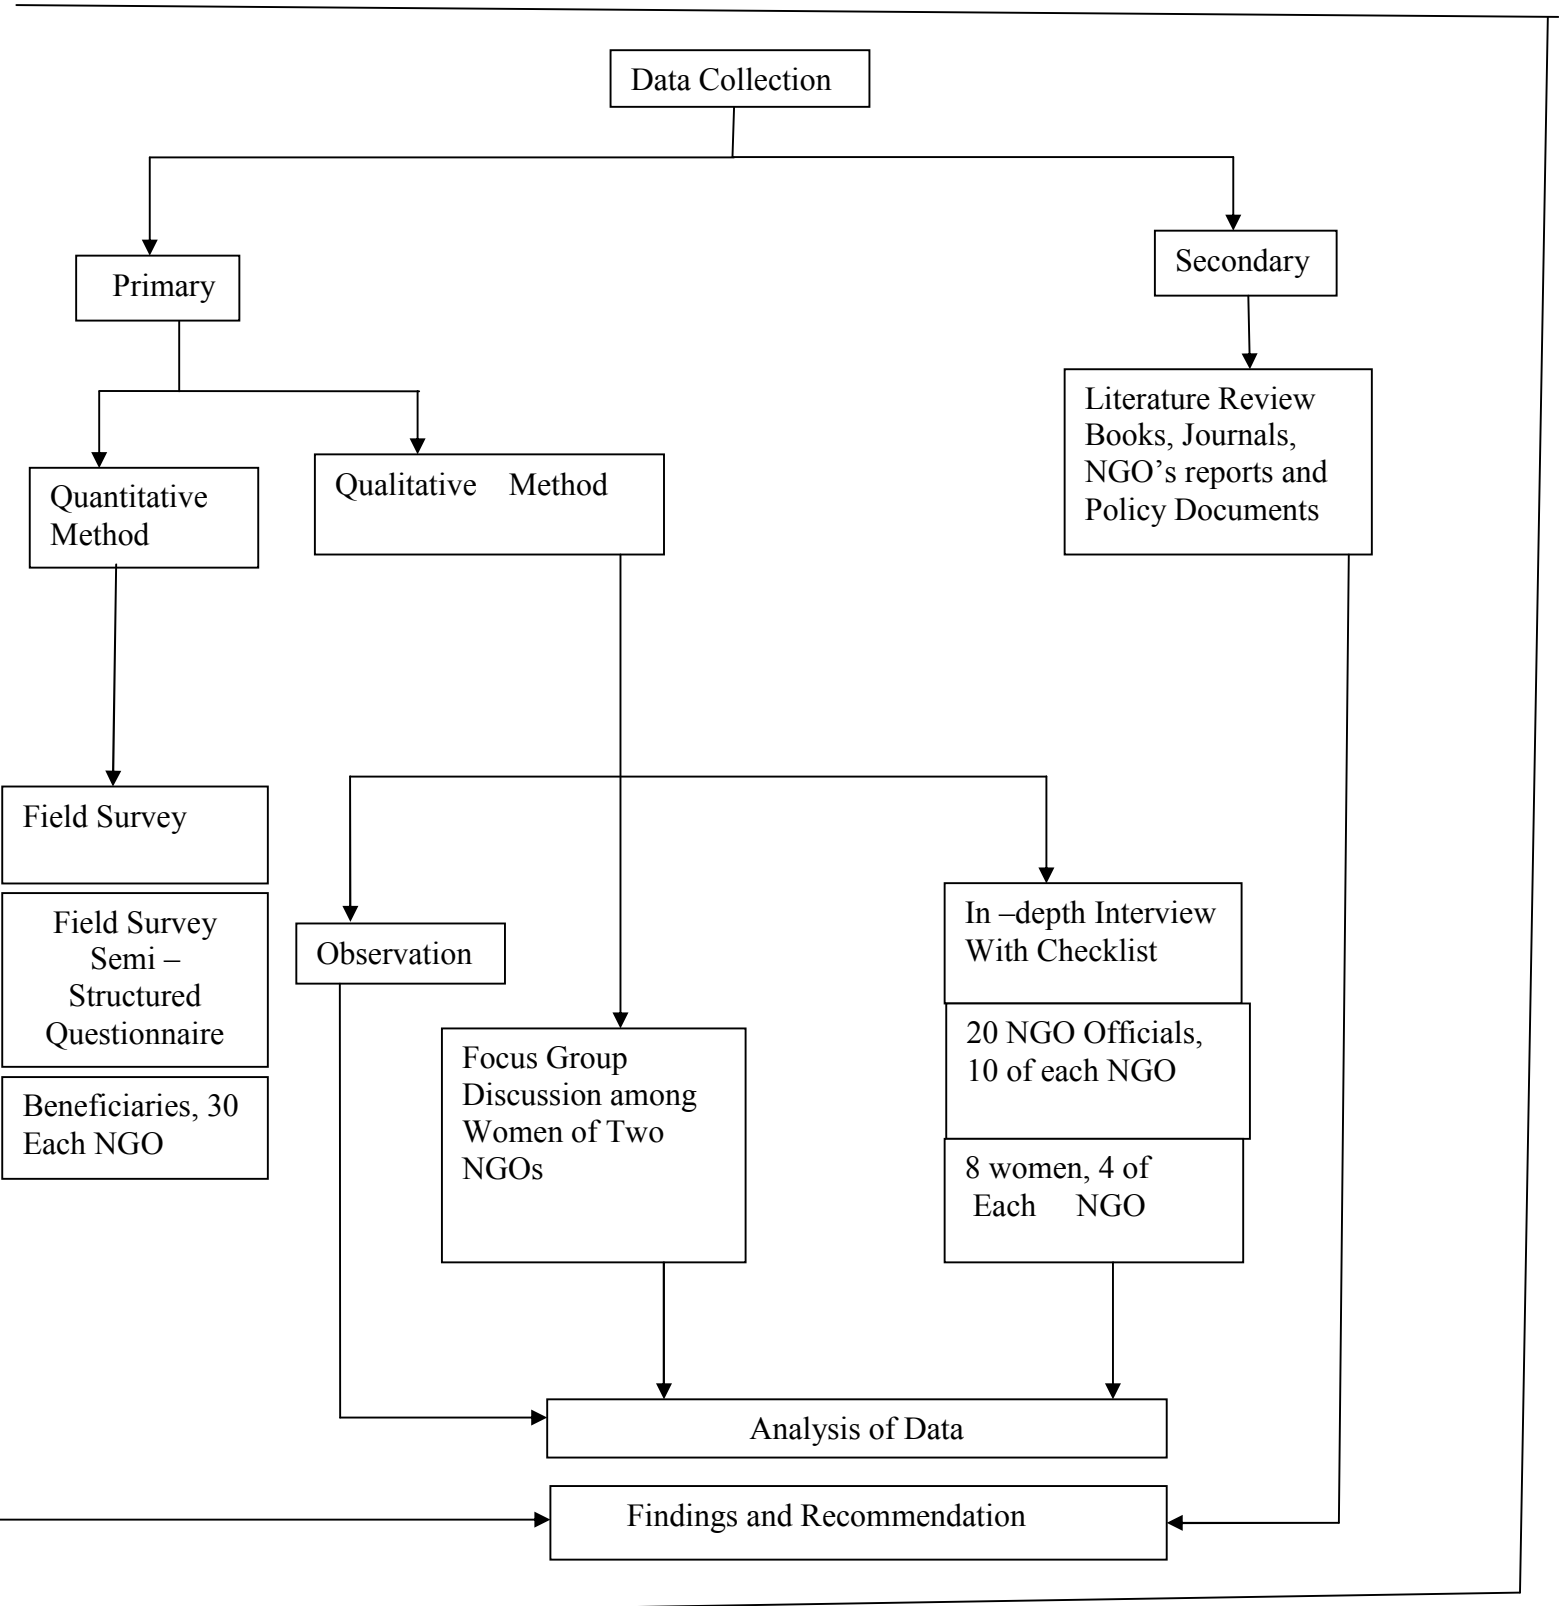 Data Collection
Primary
Secondary
Literature Review
Books, Journals,
NGO’s reports and
Policy Documents
Quantitative
Method
Qualitative Method
Field Survey
Field Survey
Semi –
Structured
Questionnaire
Beneficiaries, 30
Each NGO
Observation
Focus Group
Discussion among
Women of Two
NGOs
In –depth Interview
With Checklist
20 NGO Officials,
10 of each NGO
8 women, 4 of
Each NGO
Analysis of Data
Findings and Recommendation